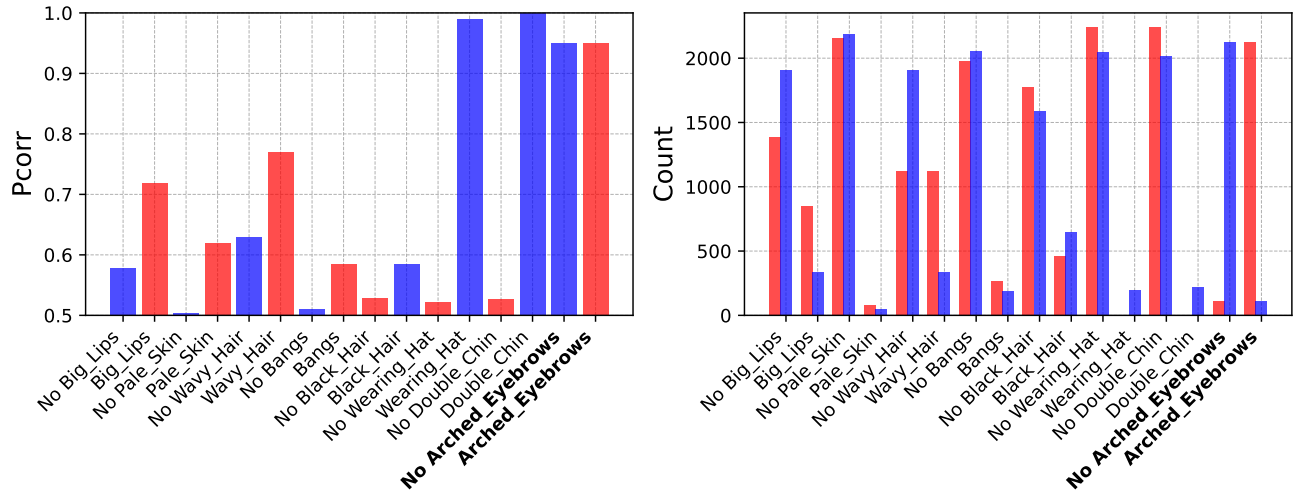 Pcorr
1.0
0.9
0.8
0.7
0.6
0.5
No Big_Lips
Big_Lips
No Pale_Skin
Pale_Skin
No Wavy_Hair
Wavy_Hair
No Bangs
Bangs
No Black_Hair
Black_Hair
No Wearing_Hat
Wearing_Hat
No Double_Chin
Double_Chin
No Arched_Eyebrows
Arched_Eyebrows
Count
2000
1500
1000
500
0
No Big_Lips
Big_Lips
No Pale_Skin
Pale_Skin
No Wavy_Hair
Wavy_Hair
No Bangs
Bangs
No Black_Hair
Black_Hair
No Wearing_Hat
Wearing_Hat
No Double_Chin
Double_Chin
No Arched_Eyebrows
Arched_Eyebrows